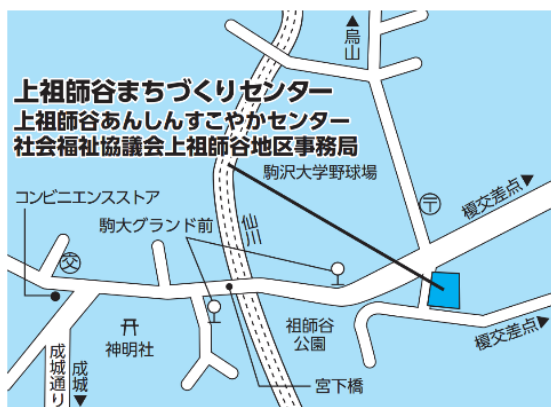 ▲烏山
上祖師谷まちづくりセンター
上祖師谷あんしんすこやかセンター
社会福祉協議会上祖師谷地区事務局
駒沢大学野球場
コンビニエンスストア
駒大グランド前
仙川
〒
榎交差点▶
交
祖師谷
公園
神明社
榎交差点▶
成城通り
成城▼
宮下橋